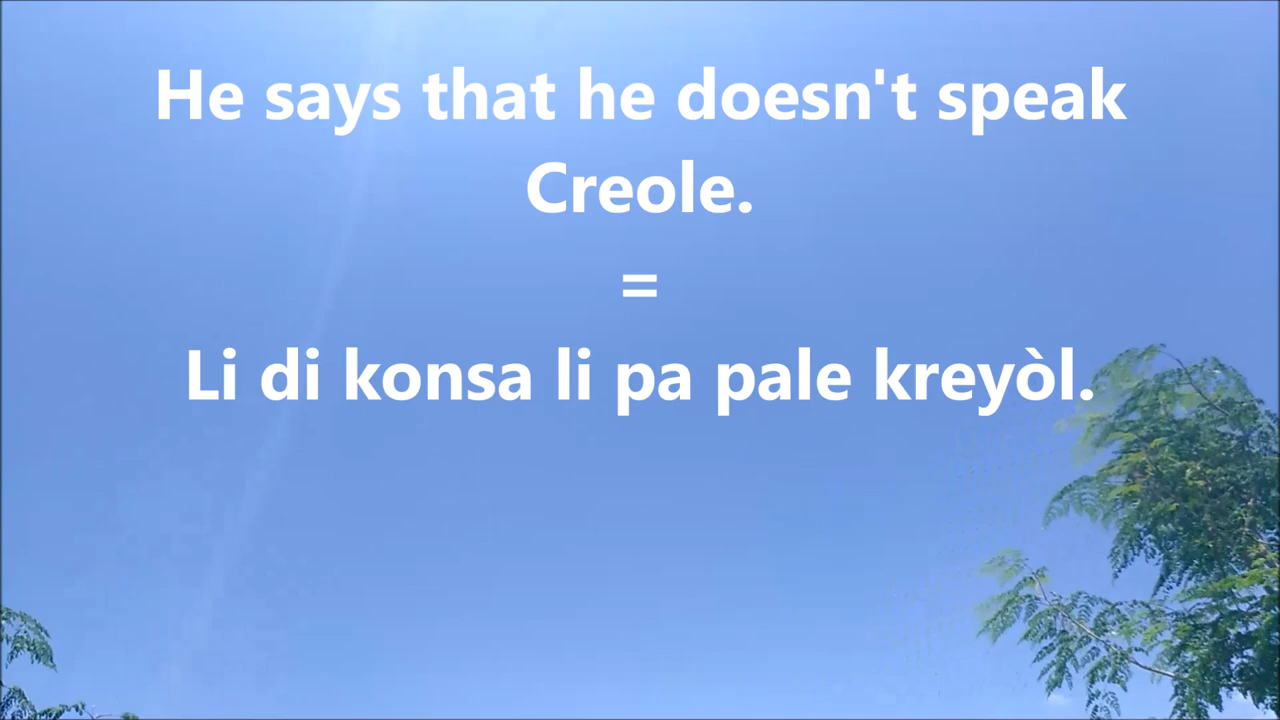 He says that he doesn't speak
Creole.
=
Li di konsa li pa pale kreyòl.